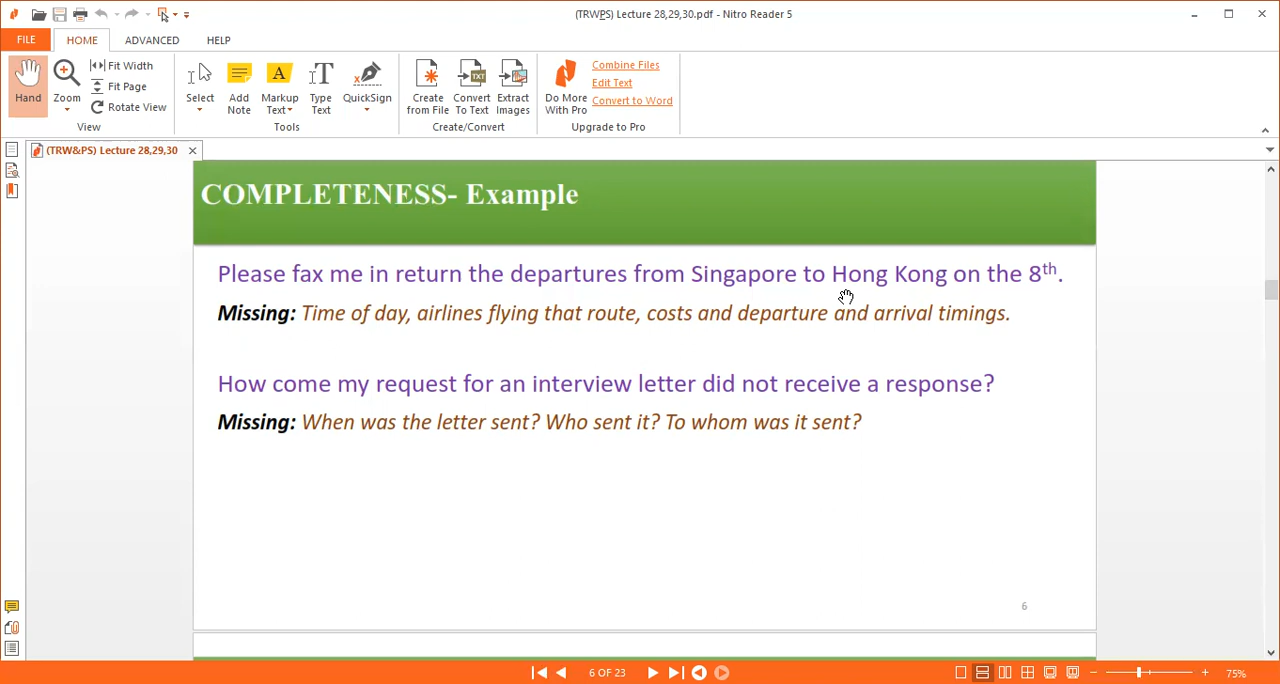 (TRWPS) Lecture 28,29,30.pdf - Nitro Reader 5
FILE
HOME
ADVANCED
HELP
Hand
Zoom
Fit Width
Fit Page
Rotate View
View
Select
Add Note
Markup Text
Type Text
QuickSign
Tools
Create from File
Convert To Text
Extract Images
Create/Convert
Do More With Pro
Combine Files
Edit Text
Convert to Word
Upgrade to Pro
(TRW&PS) Lecture 28,29,30
COMPLETENESS- Example
Please fax me in return the departures from Singapore to Hong Kong on the 8th.
Missing: Time of day, airlines flying that route, costs and departure and arrival timings.
How come my request for an interview letter did not receive a response?
Missing: When was the letter sent? Who sent it? To whom was it sent?
6
6 OF 23
75%